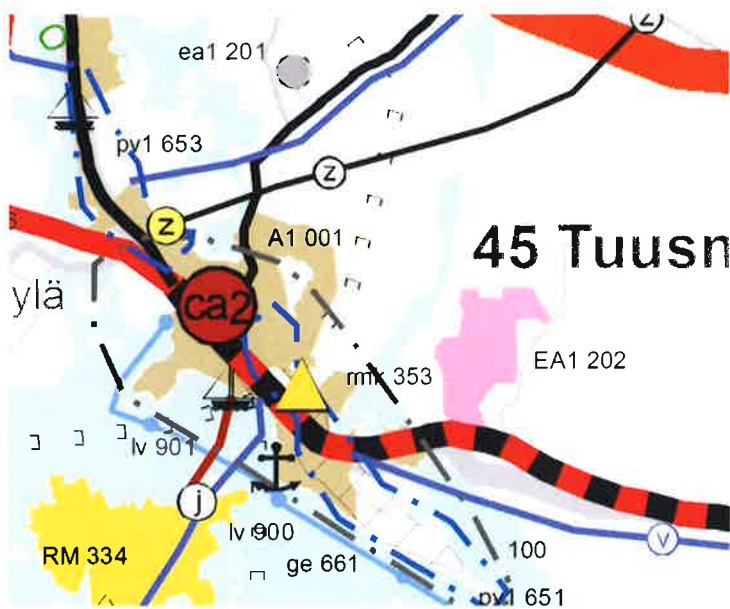 z
ea1 201
pv1 653
z
z
A1 001
45 Tuusn
ylä
ca2
rmk 353
EA1 202
lv 901
j
lv 900
v
RM 334
ge 661
100
pv1 651